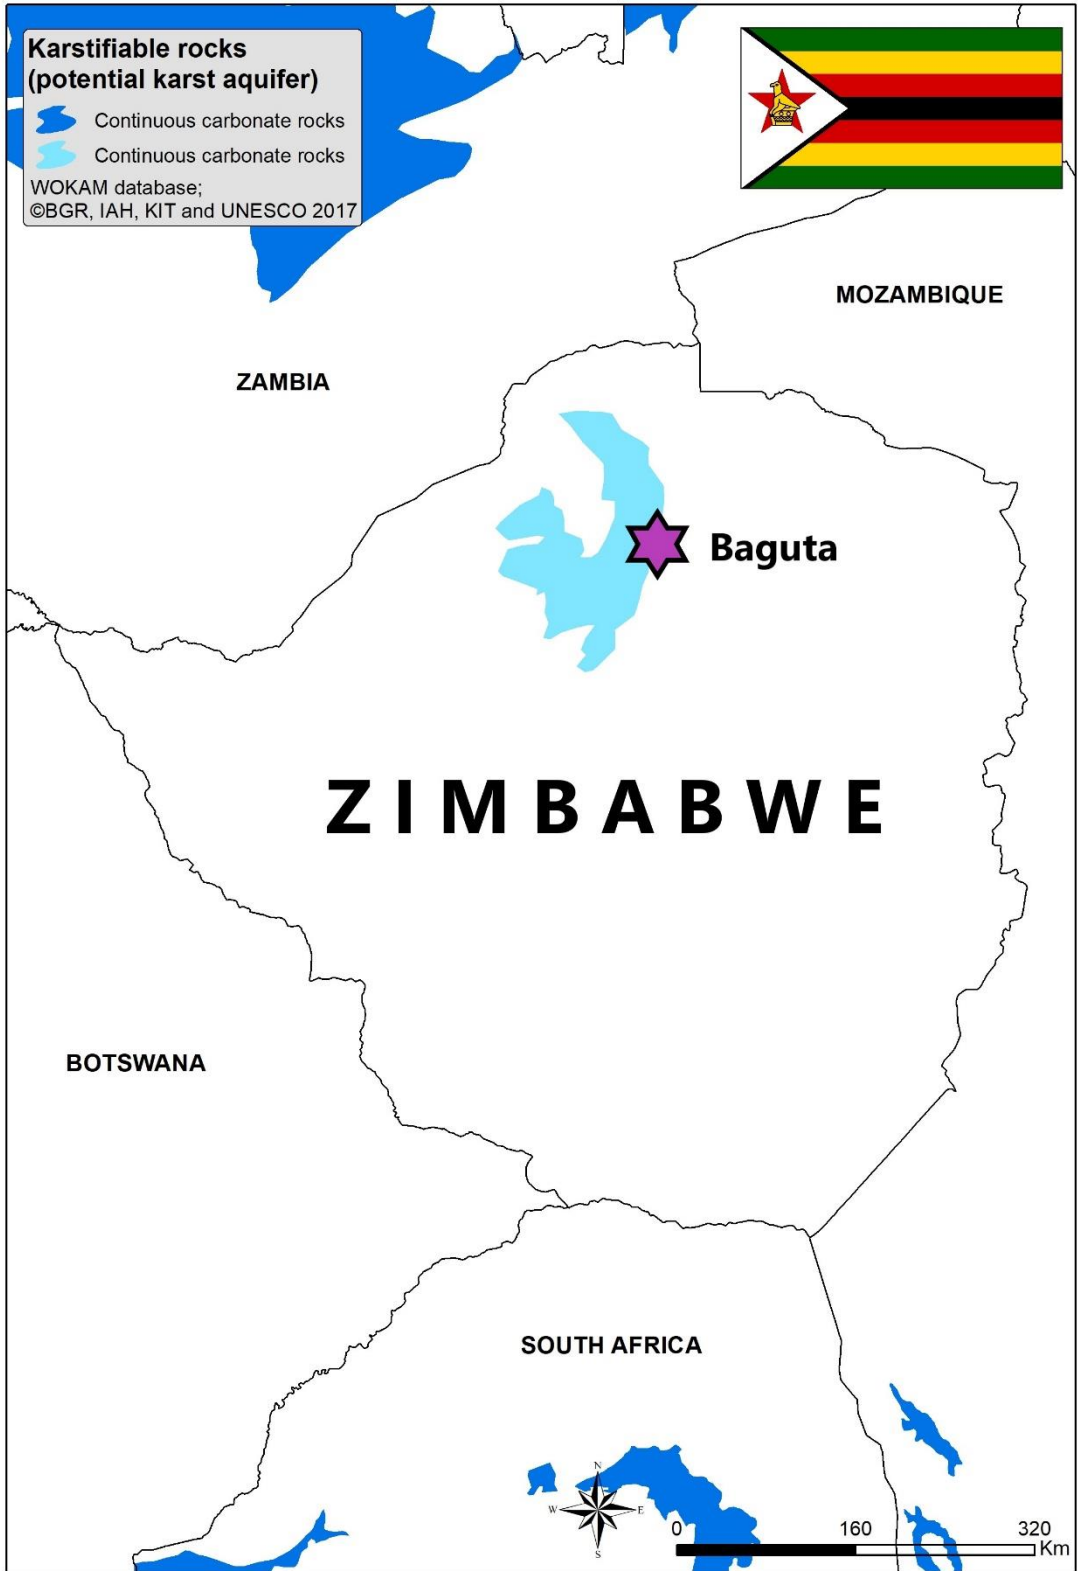 Karstifiable rocks
(potential karst aquifer)
Continuous carbonate rocks
Continuous carbonate rocks
WOKAM database;
©BGR, IAH, KIT and UNESCO 2017
MOZAMBIQUE
ZAMBIA
Baguta
ZIMBABWE
BOTSWANA
SOUTH AFRICA
N
W E
S
0 160 320
Km